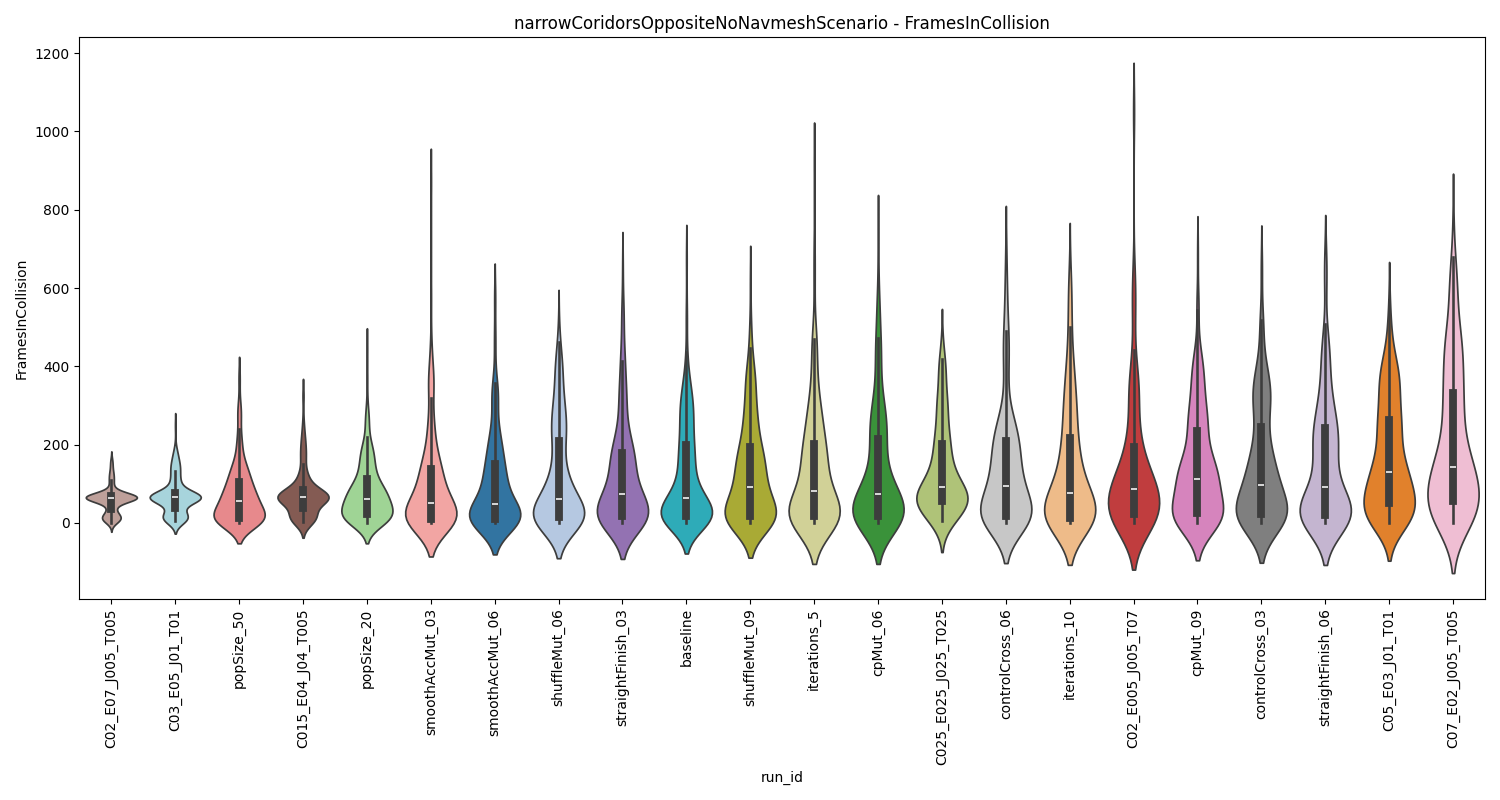 narrowCoridorsOppositeNoNavmeshScenario - FramesInCollision
FramesInCollision
1200
1000
800
600
400
200
0
C02_E07_J005_T005
C03_E05_J01_T01
popSize_50
C015_E04_J04_T005
popSize_20
smoothAccMut_03
smoothAccMut_06
shuffleMut_06
straightFinish_03
baseline
shuffleMut_09
iterations_5
cpMut_06
C025_E025_J025_T025
controlCross_06
iterations_10
C02_E005_J005_T07
cpMut_09
controlCross_03
straightFinish_06
C05_E03_J01_T01
C07_E02_J005_T005
run_id